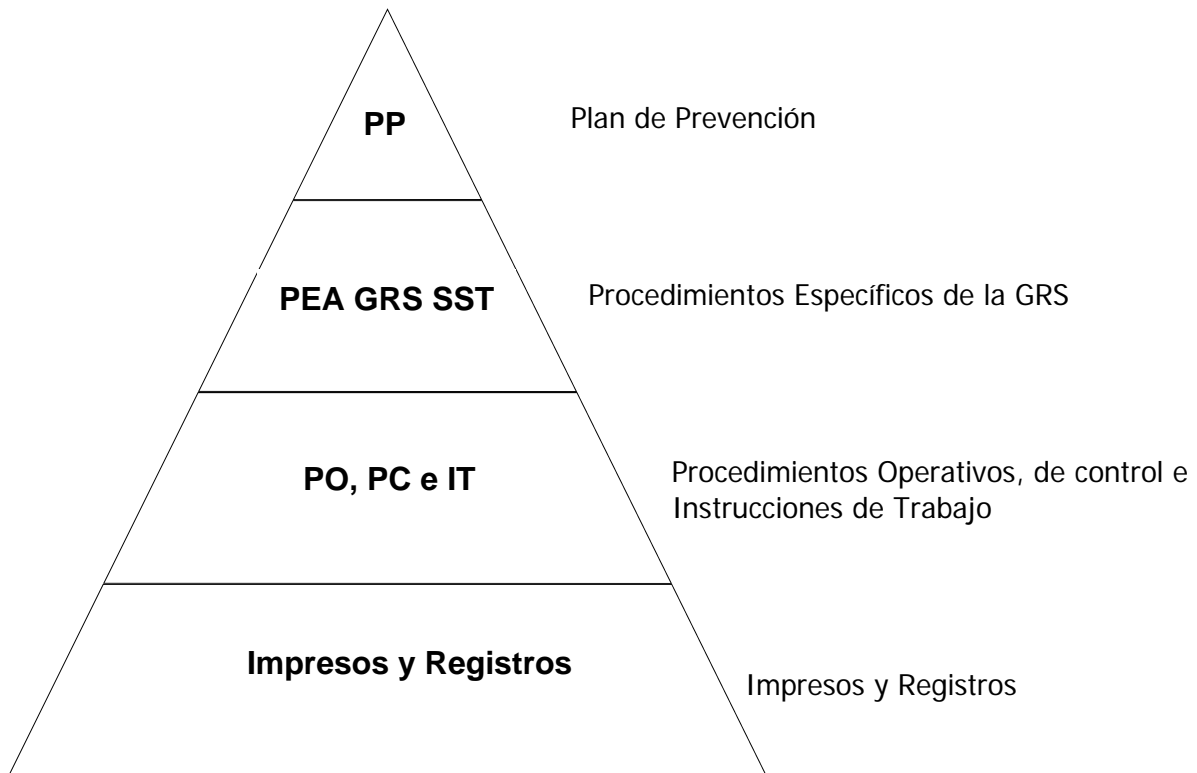 PP
Plan de Prevención
PEA GRS SST
Procedimientos Específicos de la GRS
PO, PC e IT
Procedimientos Operativos, de control e
Instrucciones de Trabajo
Impresos y Registros
Impresos y Registros